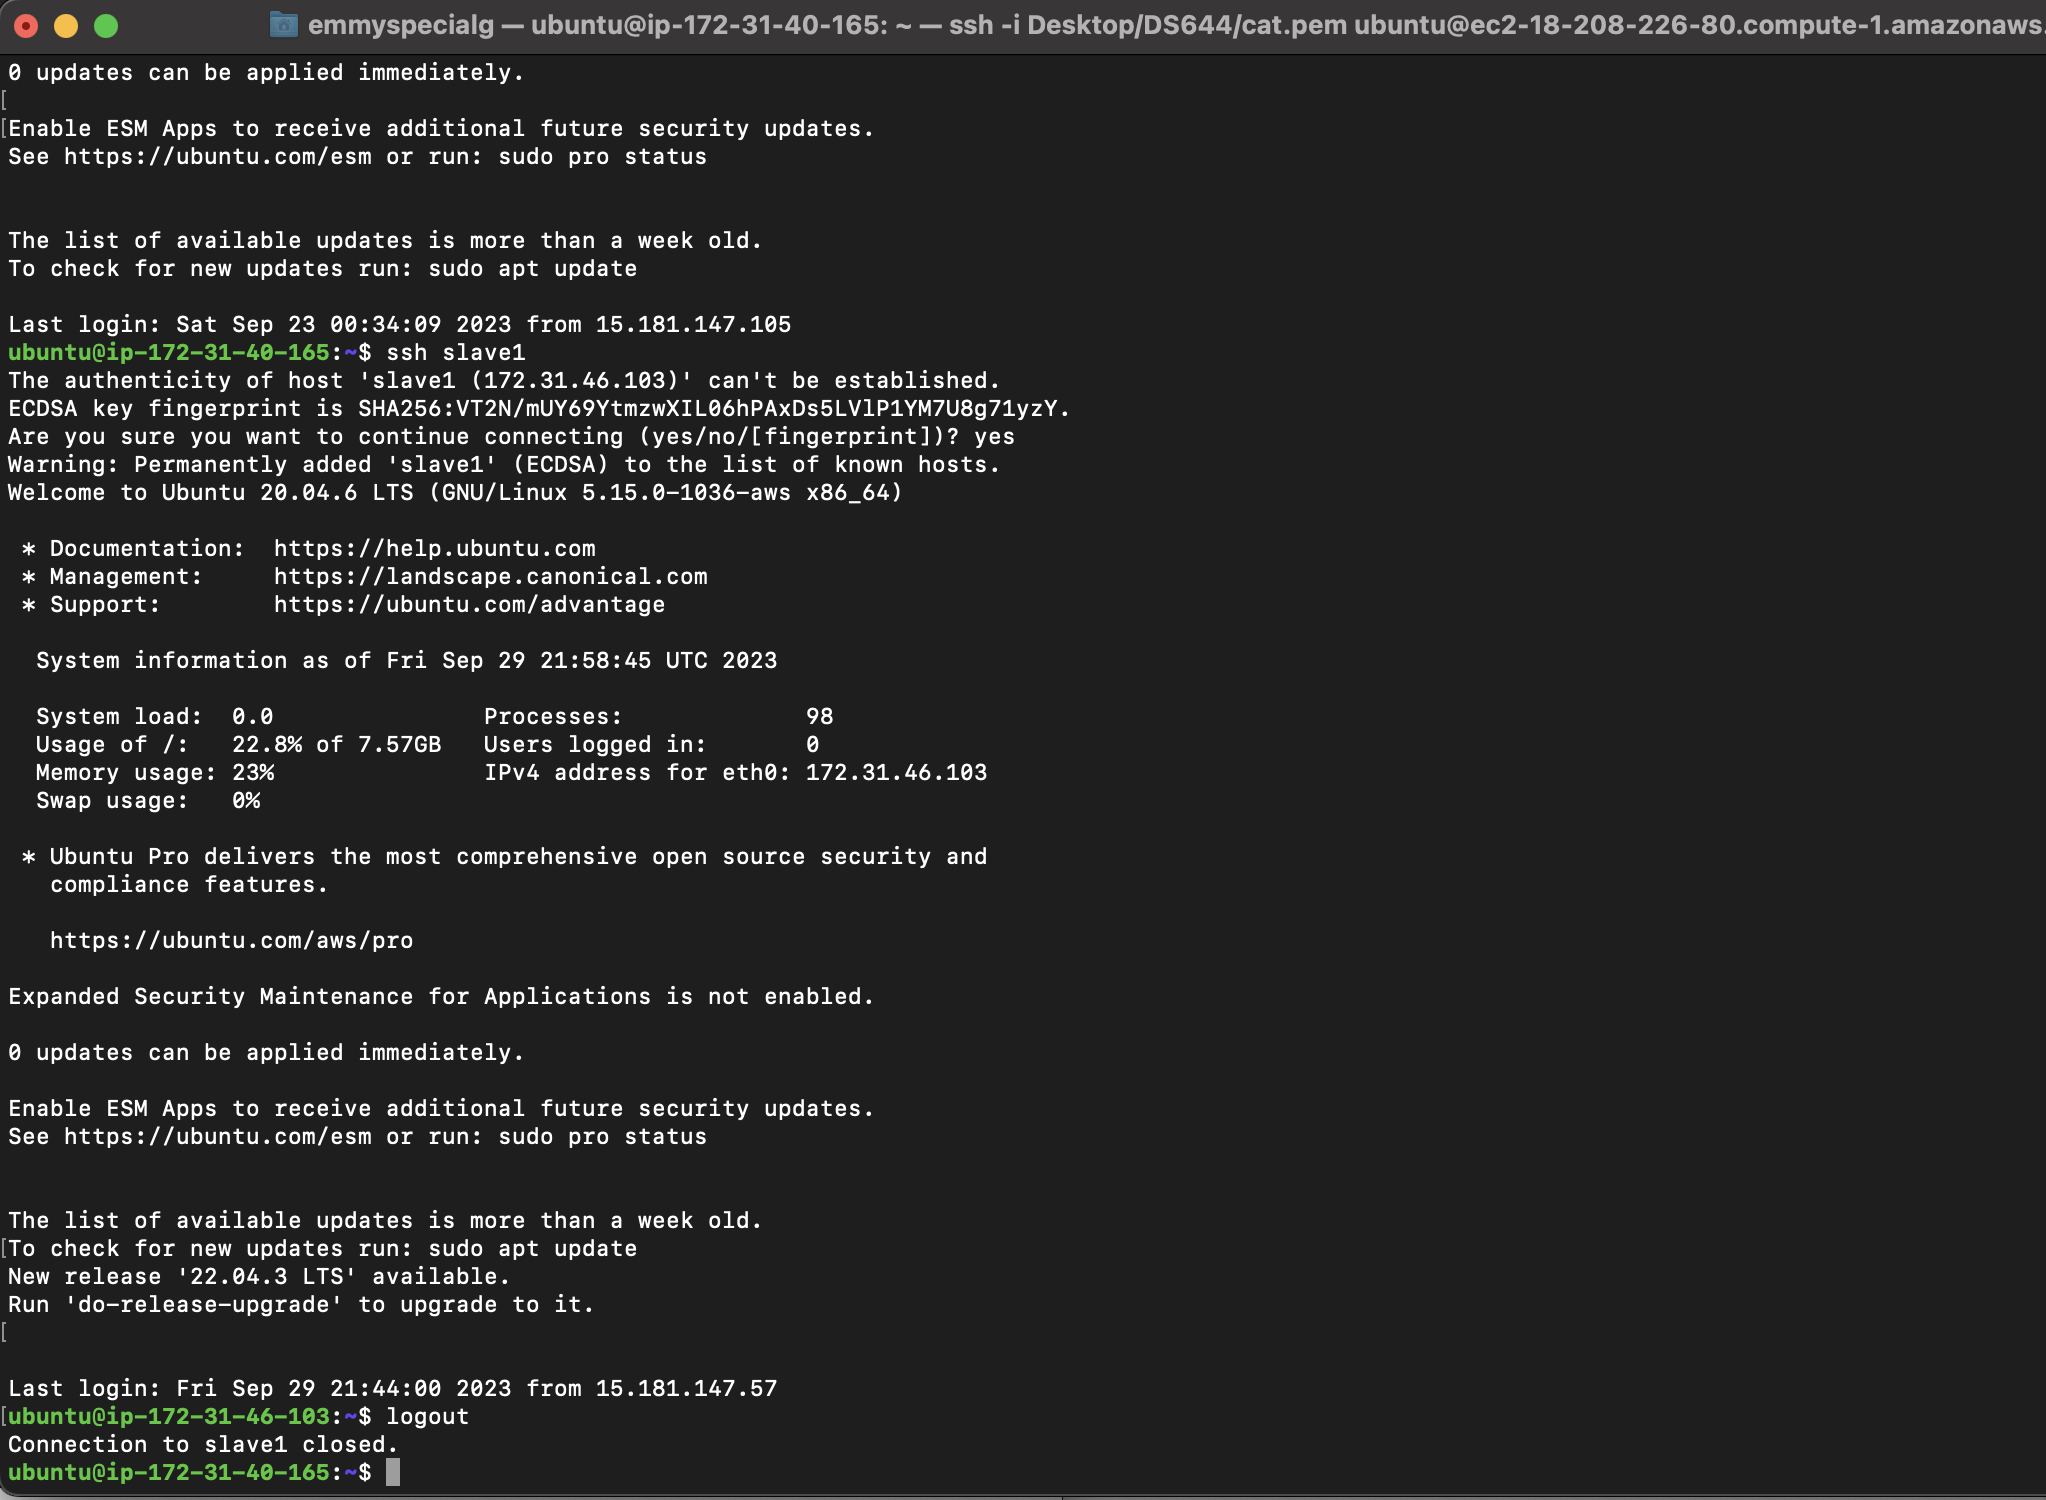 emmyspecialg — ubuntu@ip-172-31-40-165: ~ — ssh -i Desktop/DS644/cat.pem ubuntu@ec2-18-208-226-80.compute-1.amazonaws.
0 updates can be applied immediately.
[
[Enable ESM Apps to receive additional future security updates.
See https://ubuntu.com/esm or run: sudo pro status
The list of available updates is more than a week old.
To check for new updates run: sudo apt update
Last login: Sat Sep 23 00:34:09 2023 from 15.181.147.105
ubuntu@ip-172-31-40-165:~$ ssh slave1
The authenticity of host 'slave1 (172.31.46.103)' can't be established.
ECDSA key fingerprint is SHA256:VT2N/mUY69YtmzwXIL06hPAxDs5LVlP1YM7U8g71yzY.
Are you sure you want to continue connecting (yes/no/[fingerprint])? yes
Warning: Permanently added 'slave1' (ECDSA) to the list of known hosts.
Welcome to Ubuntu 20.04.6 LTS (GNU/Linux 5.15.0-1036-aws x86_64)
* Documentation:  https://help.ubuntu.com
* Management:     https://landscape.canonical.com
* Support:        https://ubuntu.com/advantage
System information as of Fri Sep 29 21:58:45 UTC 2023
System load:  0.0               Processes:             98
Usage of /:   22.8% of 7.57GB   Users logged in:       0
Memory usage: 23%               IPv4 address for eth0: 172.31.46.103
Swap usage:   0%
* Ubuntu Pro delivers the most comprehensive open source security and
compliance features.
https://ubuntu.com/aws/pro
Expanded Security Maintenance for Applications is not enabled.
0 updates can be applied immediately.
Enable ESM Apps to receive additional future security updates.
See https://ubuntu.com/esm or run: sudo pro status
The list of available updates is more than a week old.
[To check for new updates run: sudo apt update
New release '22.04.3 LTS' available.
Run 'do-release-upgrade' to upgrade to it.
[
Last login: Fri Sep 29 21:44:00 2023 from 15.181.147.57
[ubuntu@ip-172-31-46-103:~$ logout
Connection to slave1 closed.
ubuntu@ip-172-31-40-165:~$